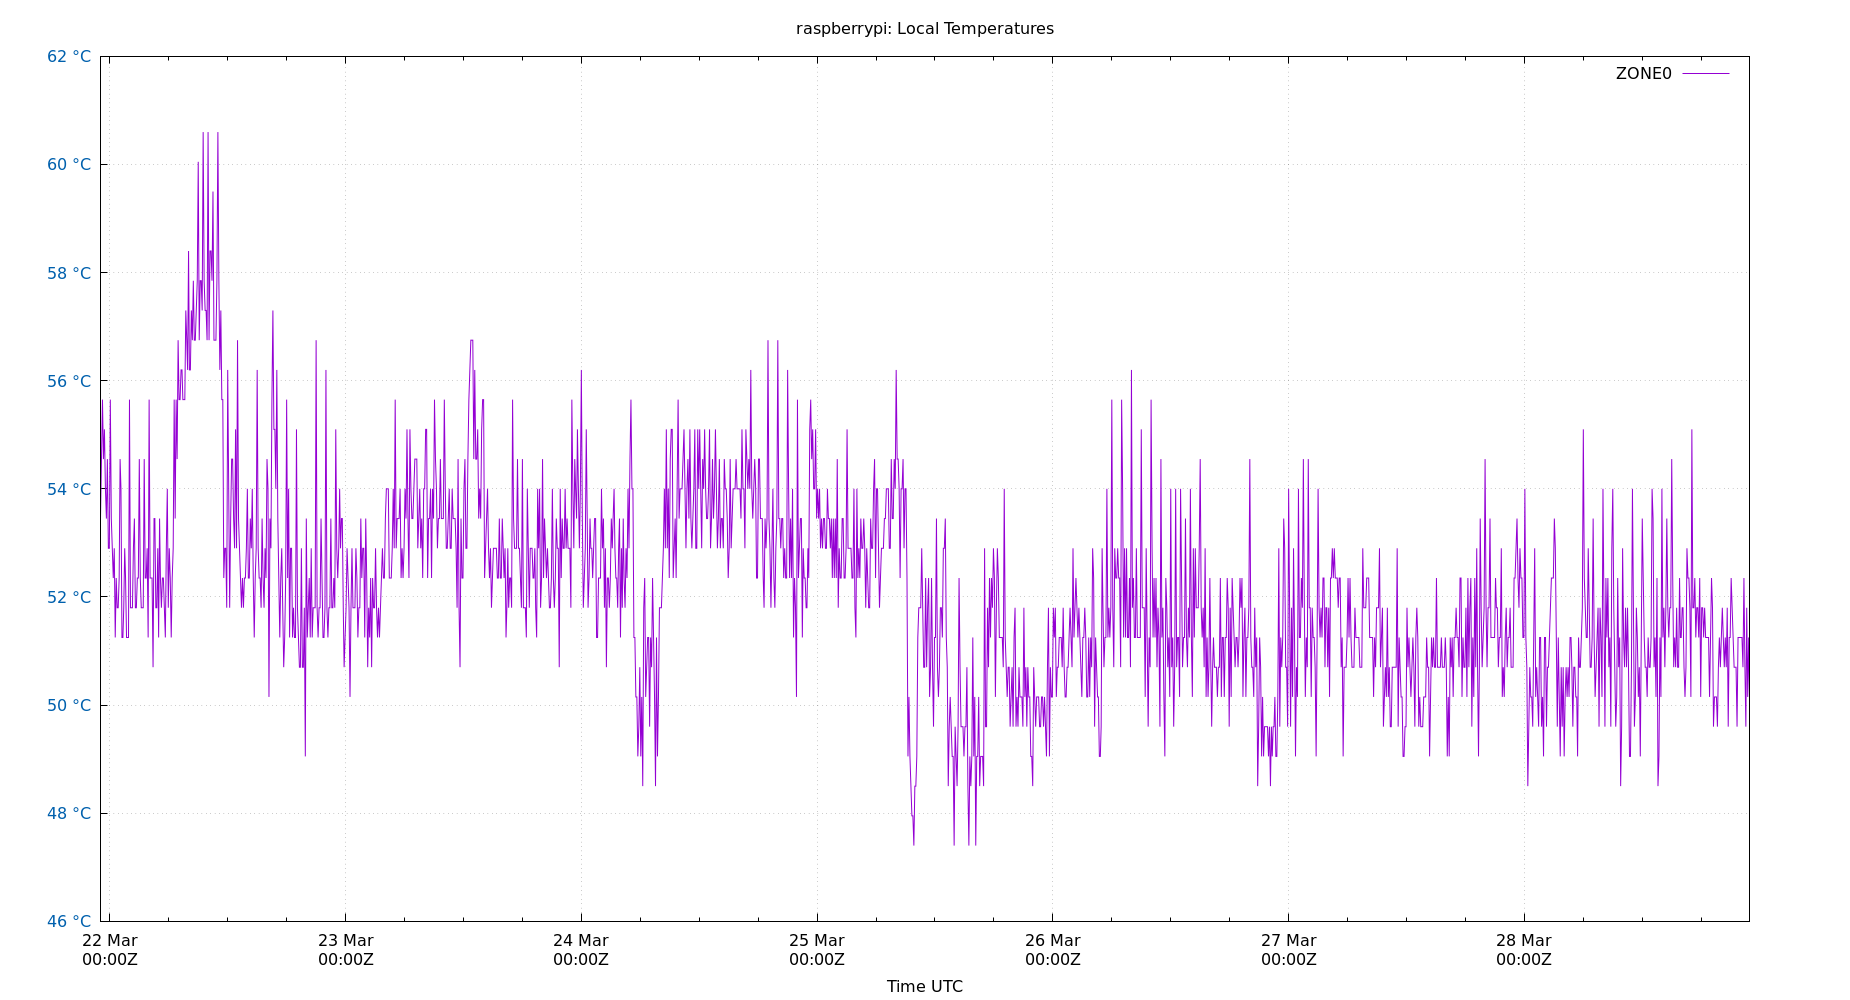 raspberrypi: Local Temperatures
62 °C
ZONE0
60 °C
58 °C
56 °C
54 °C
52 °C
50 °C
48 °C
46 °C
22 Mar 23 Mar 24 Mar 25 Mar 26 Mar 27 Mar 28 Mar
00:00Z 00:00Z 00:00Z 00:00Z 00:00Z 00:00Z 00:00Z
Time UTC